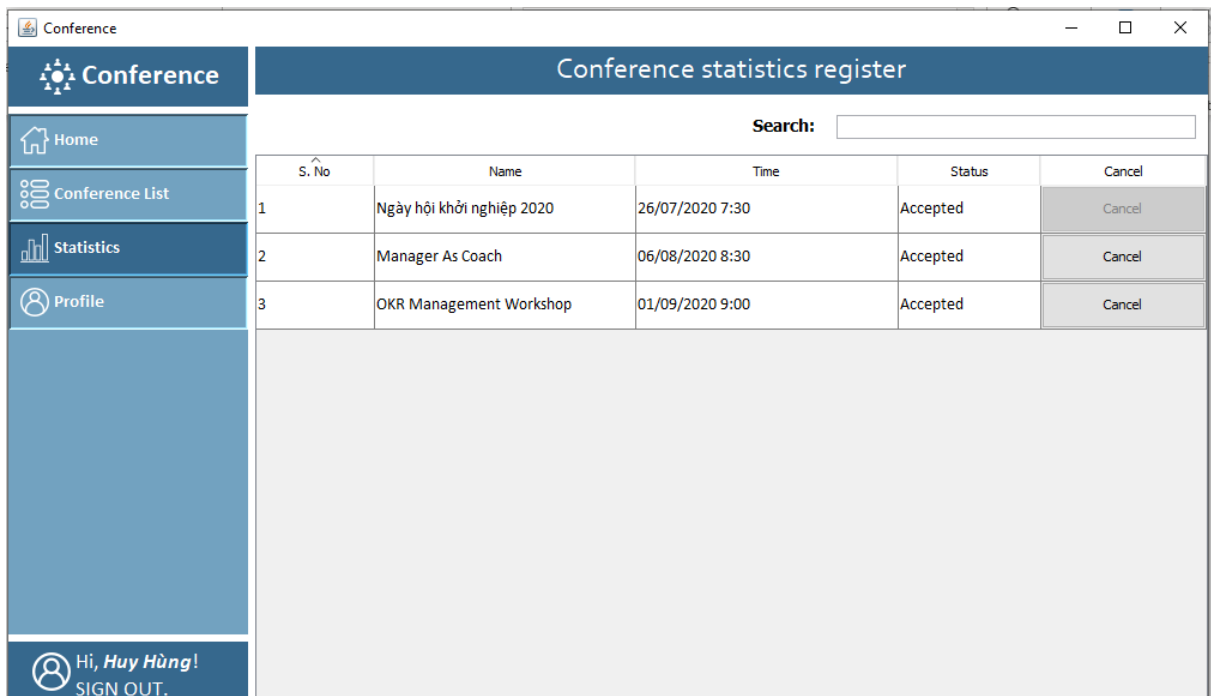 Conference
Conference
Conference statistics register
Home
Conference List
Statistics
Profile
Search:
S. No Name Time Status Cancel
1 Ngày hội khởi nghiệp 2020 26/07/2020 7:30 Accepted Cancel
2 Manager As Coach 06/08/2020 8:30 Accepted Cancel
3 OKR Management Workshop 01/09/2020 9:00 Accepted Cancel
Hi, Huy Hùng!
SIGN OUT.